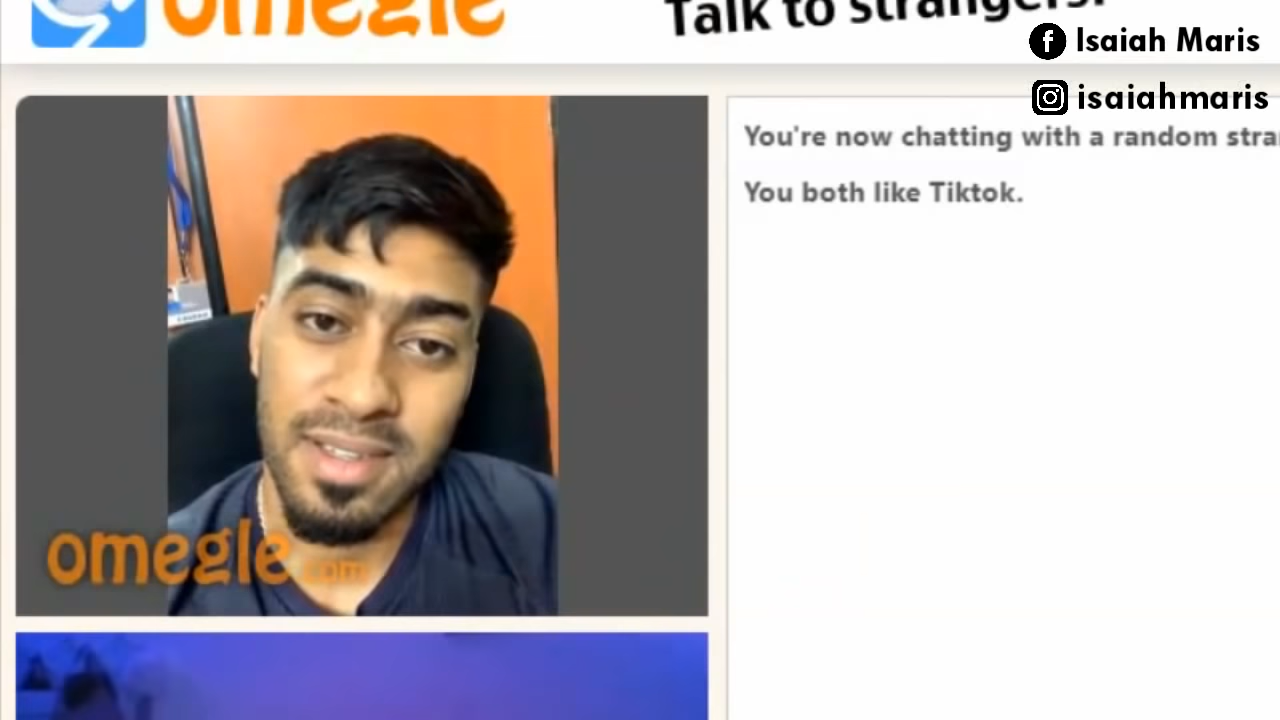 omegle
Talk to strangers!
Isaiah Maris
isaiahmaris
You're now chatting with a random stra
You both like Tiktok.
omegle.com